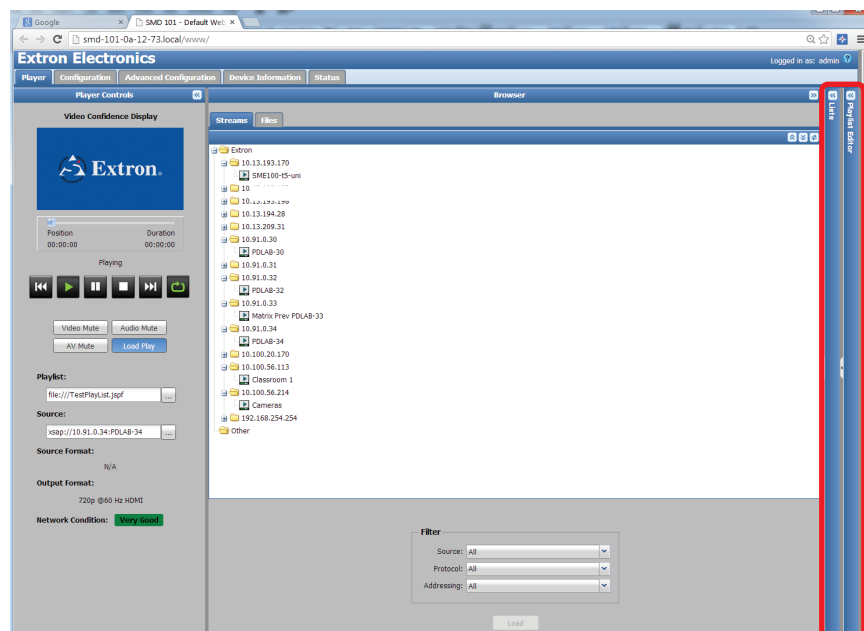 Google
SMD 101 - Default Web
smd-101-0a-12-73.local/www/
Extron Electronics
Logged in as: admin
Player Configuration Advanced Configuration Device Information Status
Player Controls
Browser
Lists
Playlist Editor
Video Confidence Display
Extron.
Position Duration
00:00:00 00:00:00
Playing
Video Mute Audio Mute
AV Mute Load Play
Playlist:
file:///TestPlayList.jspf ...
Source:
xsap://10.91.0.34:PDLAB-34 ...
Source Format:
N/A
Output Format:
720p @60 Hz HDMI
Network Condition: Very Good
Streams Files
Extron
10.13.193.170
SME100-t5-uni
10.13.194.28
10.13.209.31
10.91.0.30
PDLAB-30
10.91.0.31
10.91.0.32
PDLAB-32
10.91.0.33
Matrix Prev PDLAB-33
10.91.0.34
PDLAB-34
10.100.20.170
10.100.56.113
Classroom 1
10.100.56.214
Cameras
192.168.254.254
Other
Filter
Source: All
Protocol: All
Addressing: All
Load